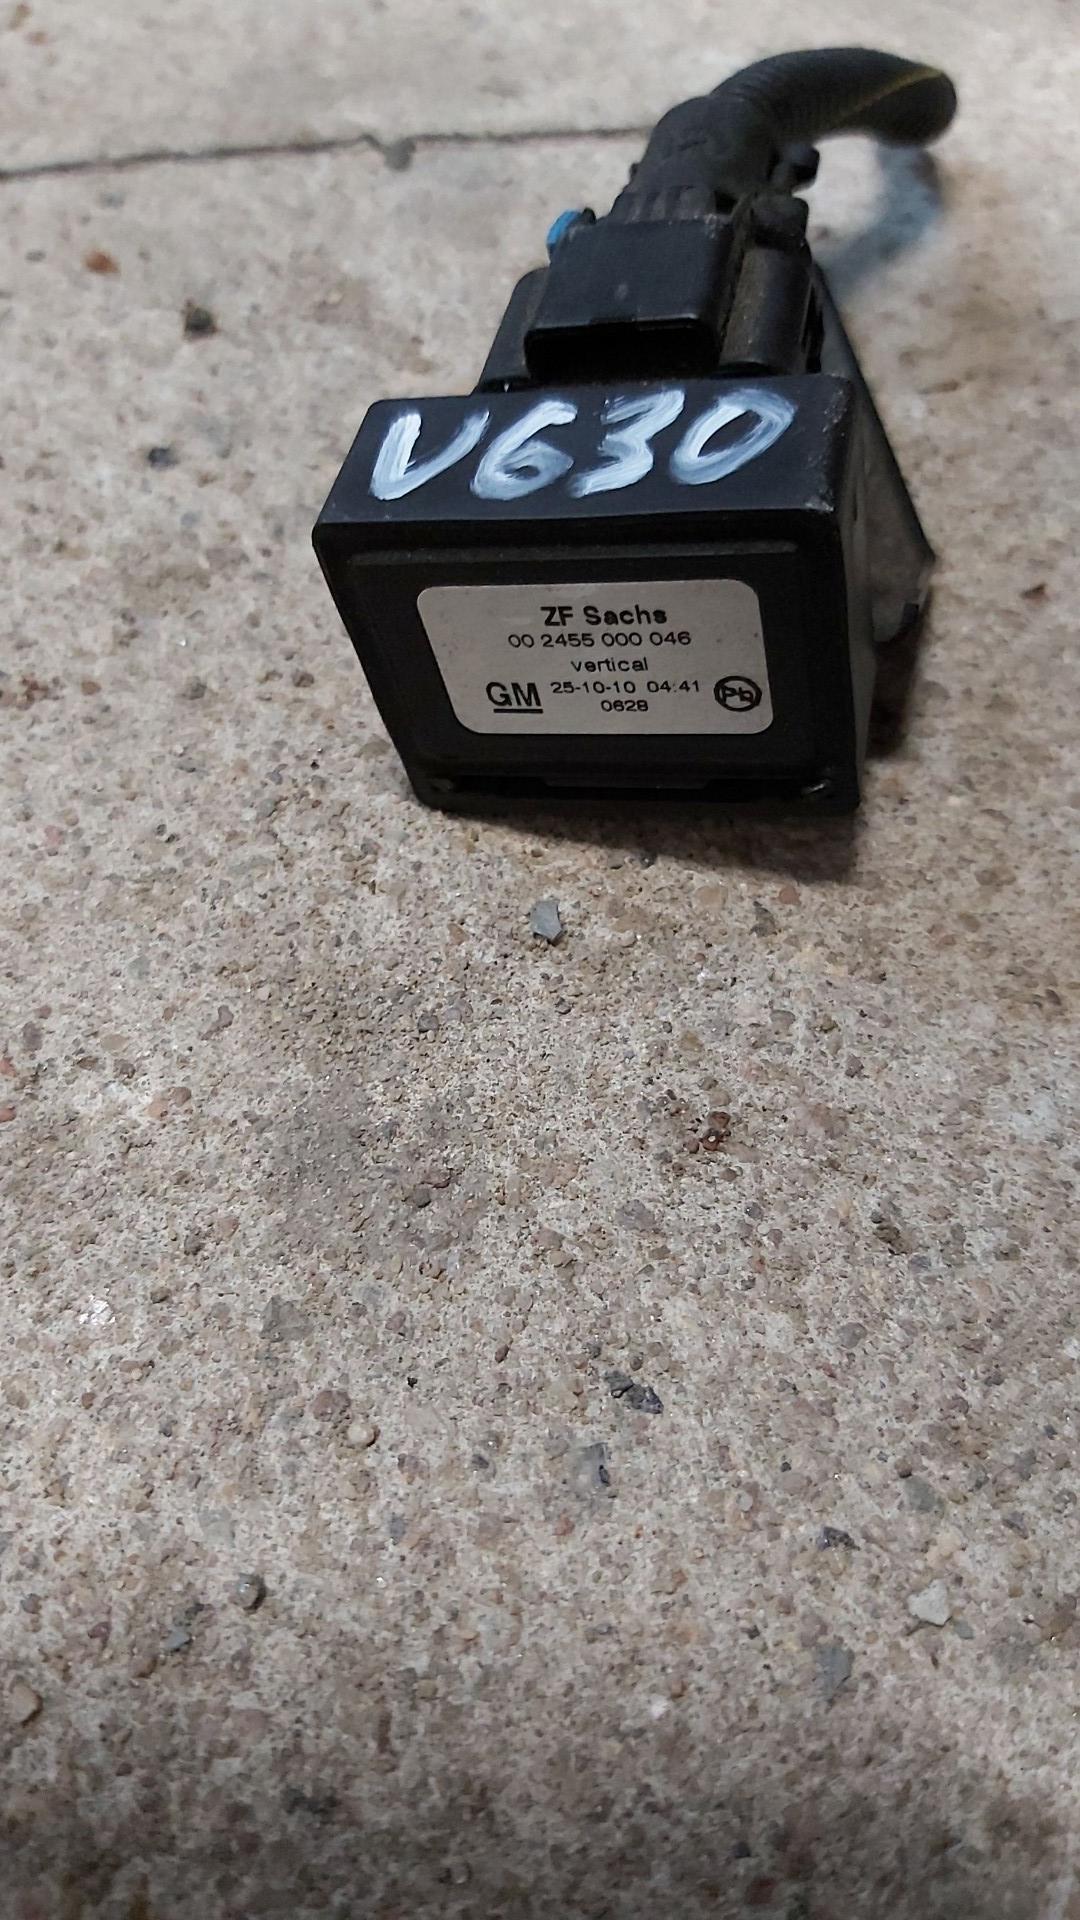 V630
ZF Sachs
00 2455 000 046
vertical
GM 25-10-10 04:41 Pb
0628